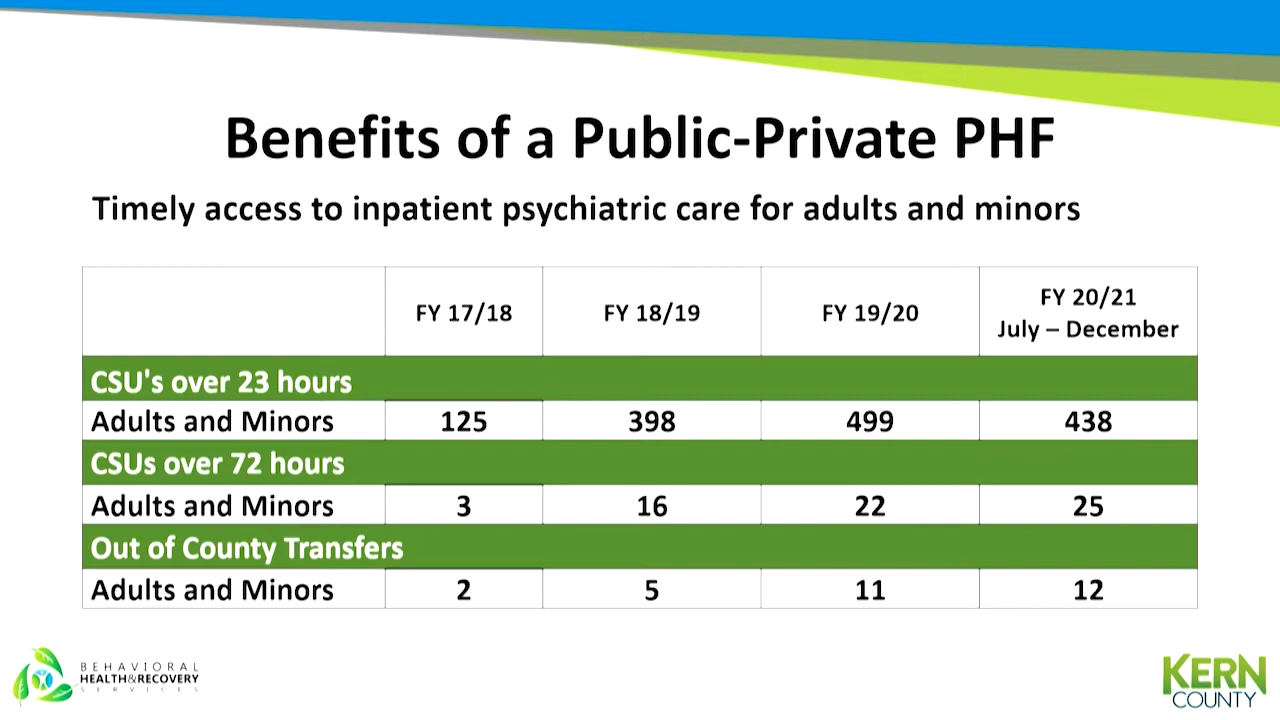 Benefits of a Public-Private PHF
Timely access to inpatient psychiatric care for adults and minors
FY 17/18 FY 18/19 FY 19/20 FY 20/21
July – December
CSU's over 23 hours
Adults and Minors 125 398 499 438
CSUs over 72 hours
Adults and Minors 3 16 22 25
Out of County Transfers
Adults and Minors 2 5 11 12
BEHAVIORAL
HEALTH&RECOVERY
SERVICES
KERN
COUNTY